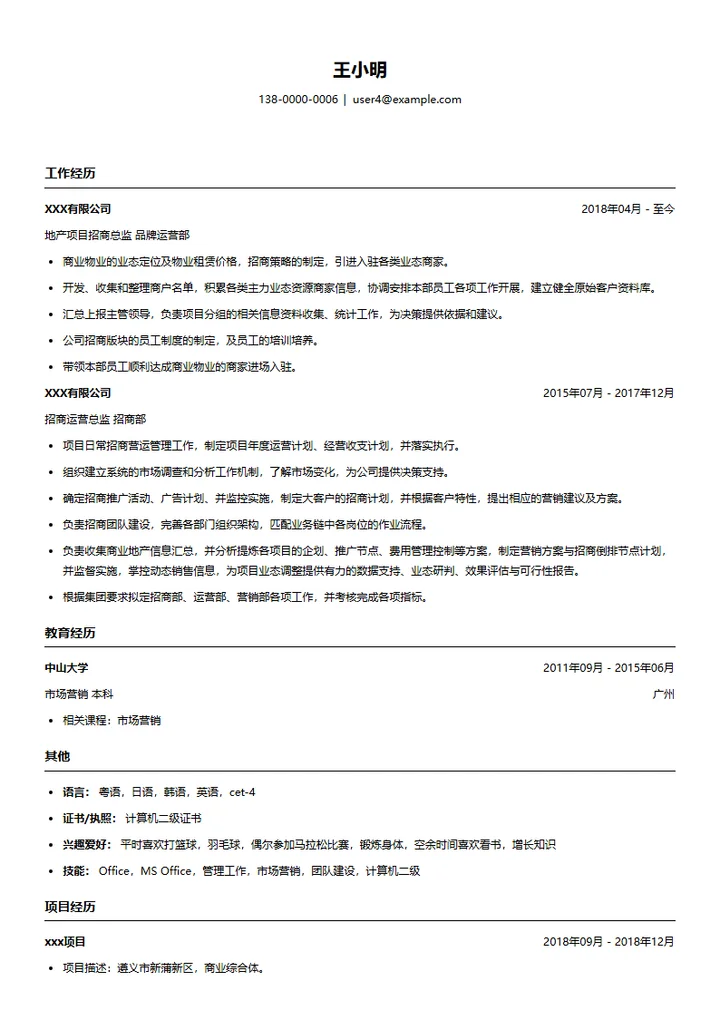 王小明
138-0000-0006 | user4@example.com
工作经历
XXX有限公司 2018年04月 - 至今
地产项目招商总监 品牌运营部
• 商业物业的业态定位及物业租赁价格，招商策略的制定，引进入驻各类业态商家。
• 开发、收集和整理商户名单，积累各类主力业态资源商家信息，协调安排本部员工各项工作开展，建立健全原始客户资料库。
• 汇总上报主管领导，负责项目分组的相关信息资料收集、统计工作，为决策提供依据和建议。
• 公司招商版块的员工制度的制定，及员工的培训培养。
• 带领本部员工顺利达成商业物业的商家进场入驻。
XXX有限公司 2015年07月 - 2017年12月
招商运营总监 招商部
• 项目日常招商营运管理工作，制定项目年度运营计划、经营收支计划，并落实执行。
• 组织建立系统的市场调查和分析工作机制，了解市场变化，为公司提供决策支持。
• 确定招商推广活动、广告计划、并监控实施，制定大客户的招商计划，并根据客户特性，提出相应的营销建议及方案。
• 负责招商团队建设，完善各部门组织架构，匹配业务链中各岗位的作业流程。
• 负责收集商业地产信息汇总，并分析提炼各项目的企划、推广节点、费用管理控制等方案，制定营销方案与招商倒排节点计划，
并监督实施，掌控动态销售信息，为项目业态调整提供有力的数据支持、业态研判、效果评估与可行性报告。
• 根据集团要求拟定招商部、运营部、营销部各项工作，并考核完成各项指标。
教育经历
中山大学 2011年09月 - 2015年06月
市场营销 本科 广州
• 相关课程：市场营销
其他
• 语言： 粤语，日语，韩语，英语，cet-4
• 证书/执照： 计算机二级证书
• 兴趣爱好： 平时喜欢打篮球，羽毛球，偶尔参加马拉松比赛，锻炼身体，空余时间喜欢看书，增长知识
• 技能： Office，MS Office，管理工作，市场营销，团队建设，计算机二级
项目经历
xxx项目 2018年09月 - 2018年12月
• 项目描述：遵义市新蒲新区，商业综合体。